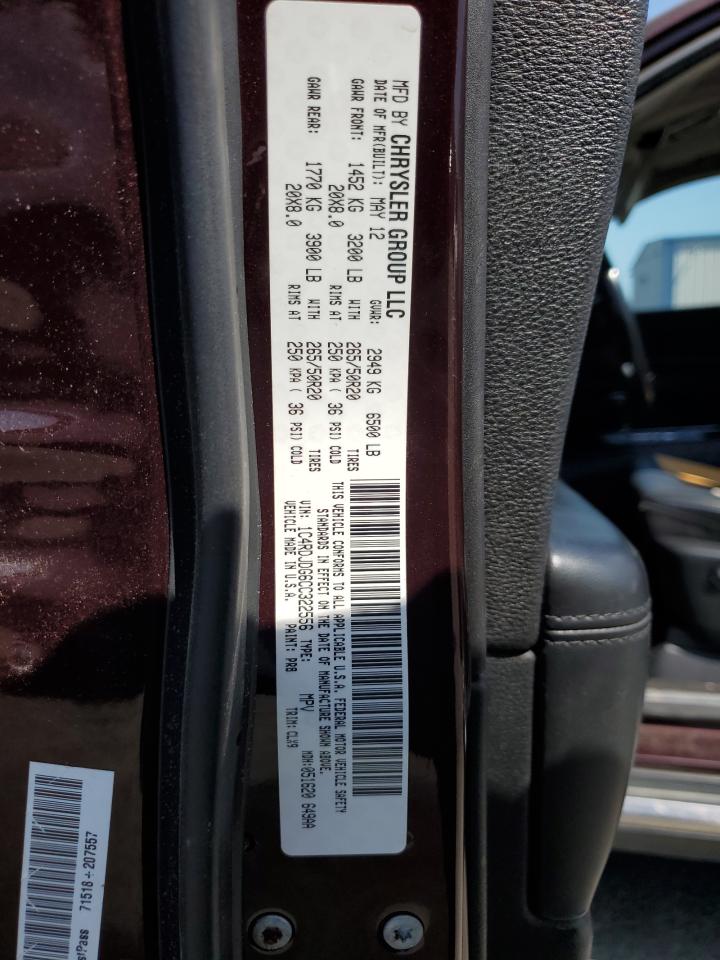 MFD BY CHRYSLER GROUP LLC
DATE OF MFR(BUILT): MAY 12 GVWR: 2949 KG 6500 LB
GAWR FRONT: 1452 KG 3200 LB WITH 265/50R20 TIRES
20X8.0 RIMS AT 250 KPA ( 36 PSI) COLD
GAWR REAR: 1770 KG 3900 LB WITH 265/50R20 TIRES
20X8.0 RIMS AT 250 KPA ( 36 PSI) COLD
THIS VEHICLE CONFORMS TO ALL APPLICABLE U.S.A. FEDERAL MOTOR VEHICLE SAFETY
STANDARDS IN EFFECT ON THE DATE OF MANUFACTURE SHOWN ABOVE.
VIN: 1C4RDJDG6CC322556 TYPE: MPV MDH:051620 649AA
VEHICLE MADE IN U.S.A. PAINT: PRB TRIM: CLX9
Pass 71518-207557